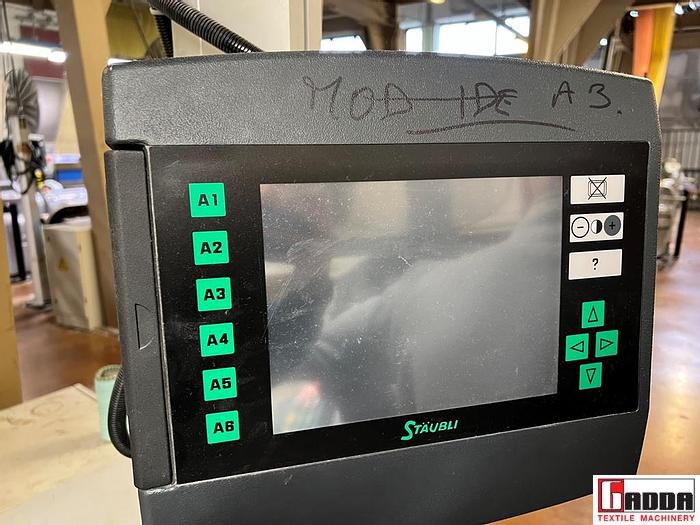 MOD IDE A3.
A1
A2
A3
A4
A5
A6
?
STÄUBLI
GADDA
TEXTILE MACHINERY